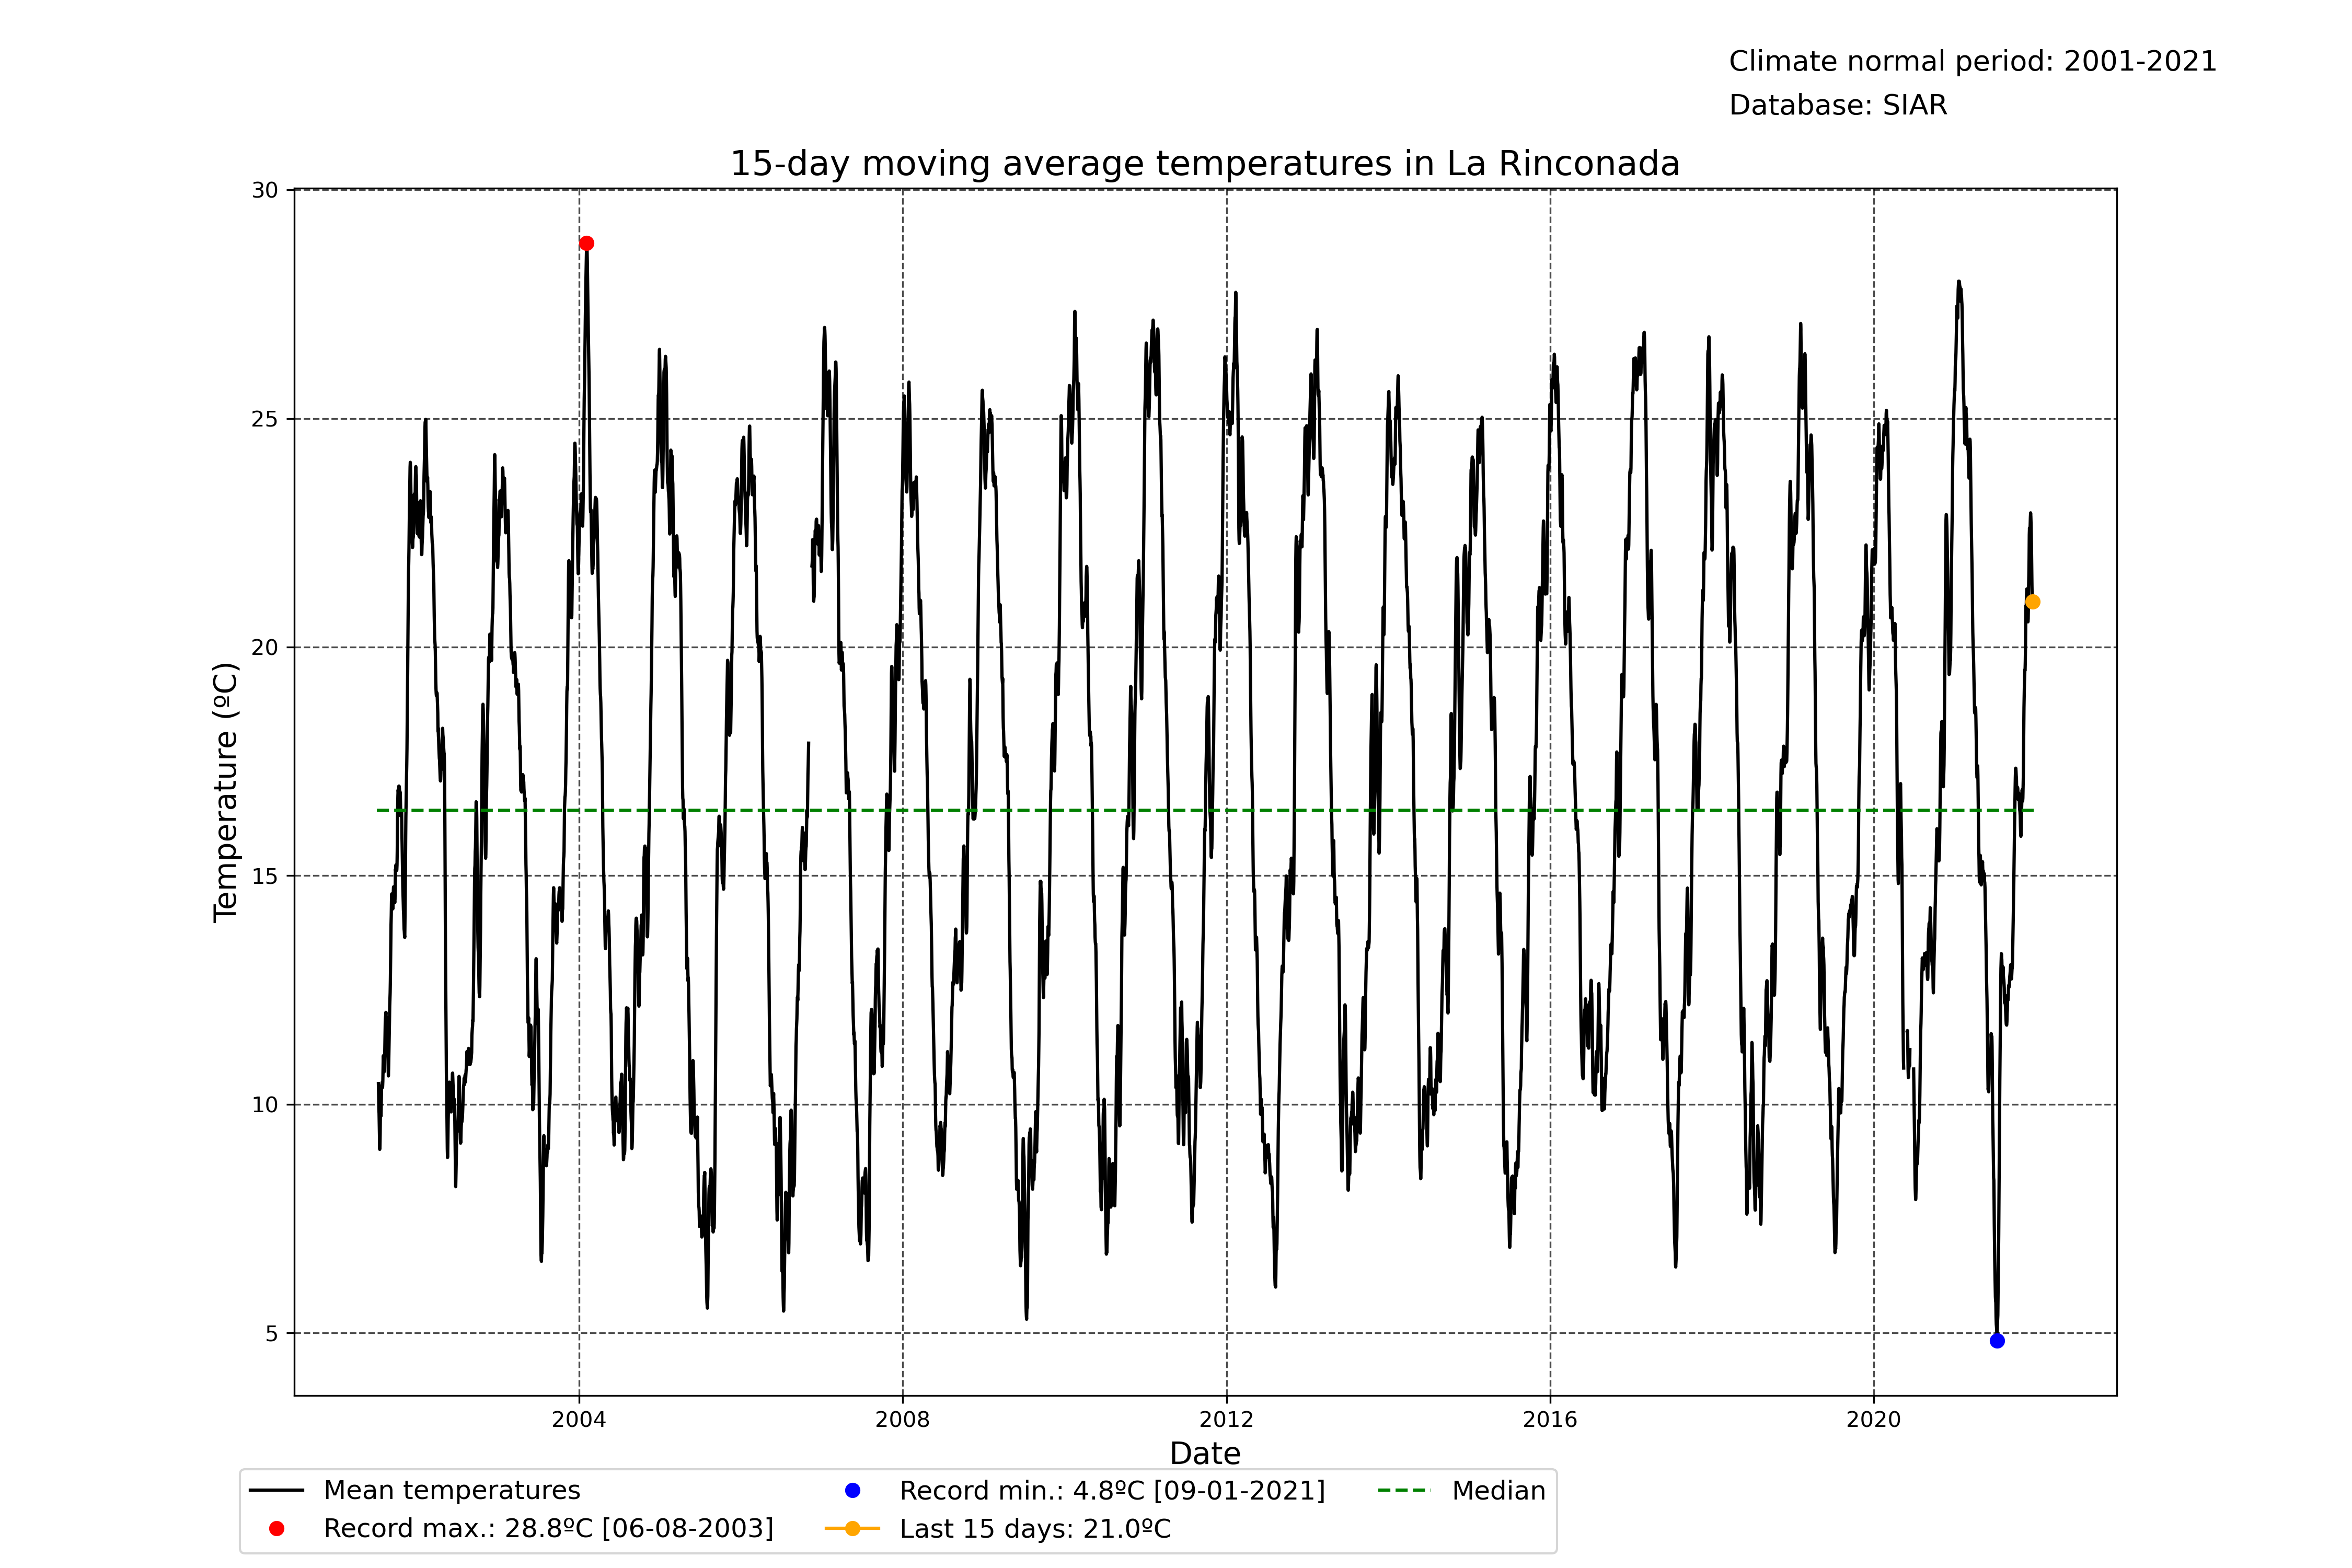 Climate normal period: 2001-2021
Database: SIAR
15-day moving average temperatures in La Rinconada
30
25
20
15
10
5
Temperature (ºC)
2004 2008 2012 2016 2020
Date
Mean temperatures
Record max.: 28.8ºC [06-08-2003]
Record min.: 4.8ºC [09-01-2021]
Last 15 days: 21.0ºC
Median